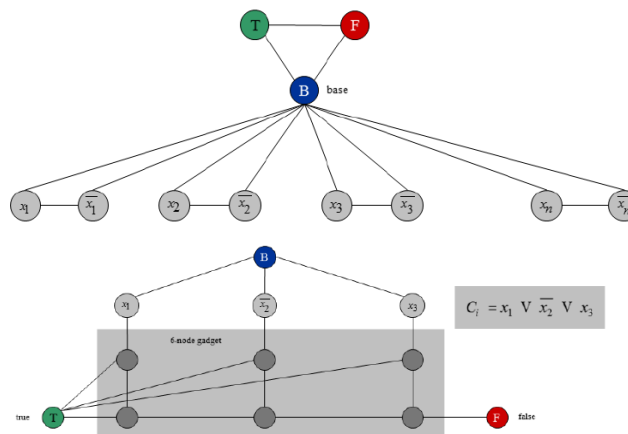 T F
B base
x₁ x̅₁ x₂ x̅₂ x₃ x̅₃ xₙ x̅ₙ
B
x₁ x̅₂ x₃
Cᵢ = x₁ V x̅₂ V x₃
6-node gadget
true T F false